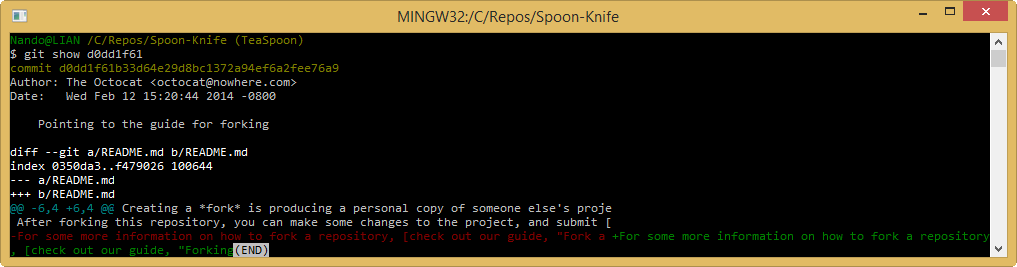 MINGW32:/C/Repos/Spoon-Knife
Nando@LIAN /C/Repos/Spoon-Knife (TeaSpoon)
$ git show d0dd1f61
commit d0dd1f61b33d64e29d8bc1372a94ef6a2fee76a9
Author: The Octocat <octocat@nowhere.com>
Date:   Wed Feb 12 15:20:44 2014 -0800
    Pointing to the guide for forking
diff --git a/README.md b/README.md
index 0350da3..f479026 100644
--- a/README.md
+++ b/README.md
@@ -6,4 +6,4 @@ Creating a *fork* is producing a personal copy of someone else's proje
 After forking this repository, you can make some changes to the project, and submit [
-For some more information on how to fork a repository, [check out our guide, "Fork a +For some more information on how to fork a repository
, [check out our guide, "Forking(END)